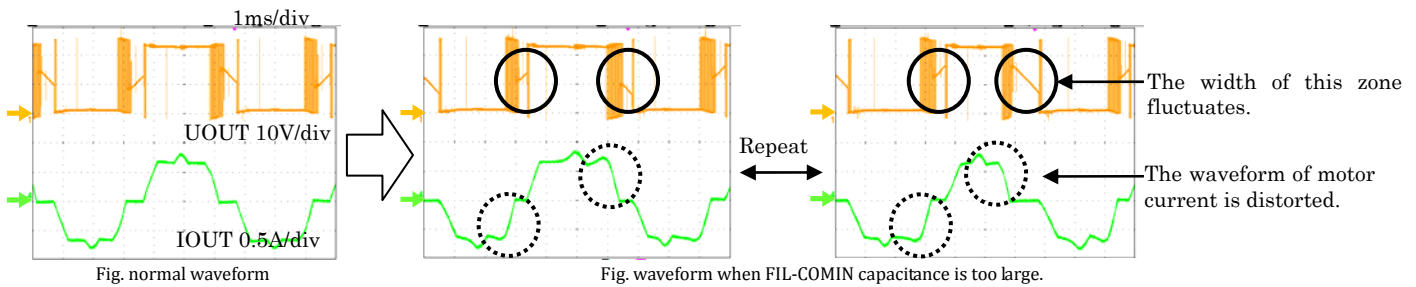 1ms/div
UOUT 10V/div
IOUT 0.5A/div
Fig. normal waveform
Repeat
The width of this zone
fluctuates.
The waveform of motor
current is distorted.
Fig. waveform when FIL-COMIN capacitance is too large.